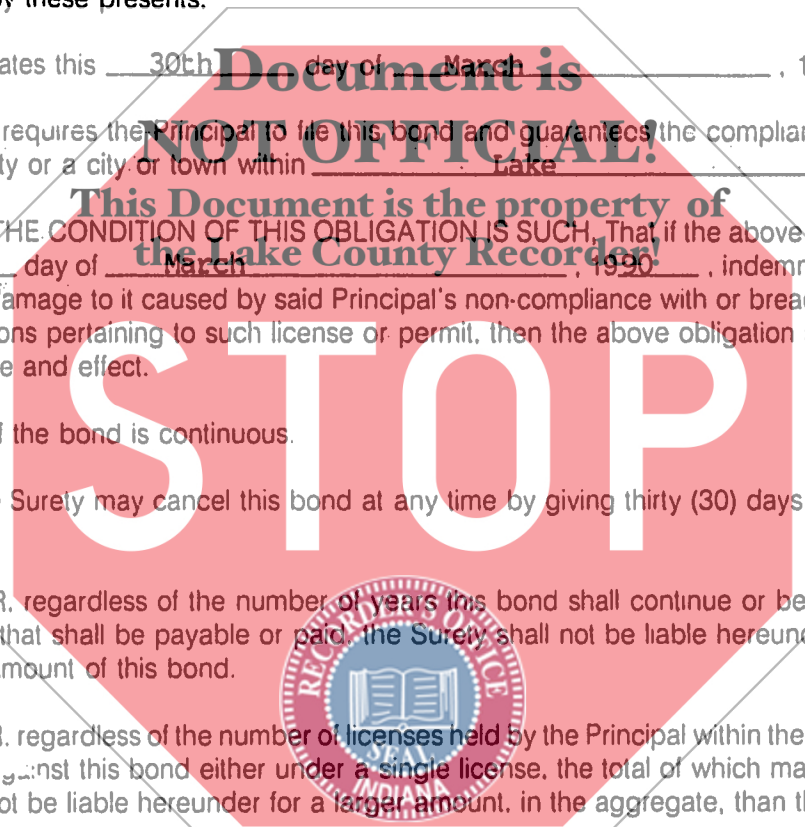 y these presents.
ates this 30th day of March , 1
Document is
requires the Principal to file this bond and guarantees the complian
NOT OFFICIAL!
ty or a city or town within Lake
This Document is the property of
HE CONDITION OF THIS OBLIGATION IS SUCH, That if the above
the Lake County Recorder!
day of March , 1990 , indemn
amage to it caused by said Principal's non-compliance with or brea
ons pertaining to such license or permit, then the above obligation
e and effect.
STOP
f the bond is continuous.
Surety may cancel this bond at any time by giving thirty (30) days
R, regardless of the number of years this bond shall continue or be
that shall be payable or paid, the Surety shall not be liable hereund
mount of this bond.
RECORDER'S OFFICE
SEAL
INDIANA
R. regardless of the number of licenses held by the Principal within the
inst this bond either under a single license, the total of which ma
ot be liable hereunder for a larger amount, in the aggregate, than th